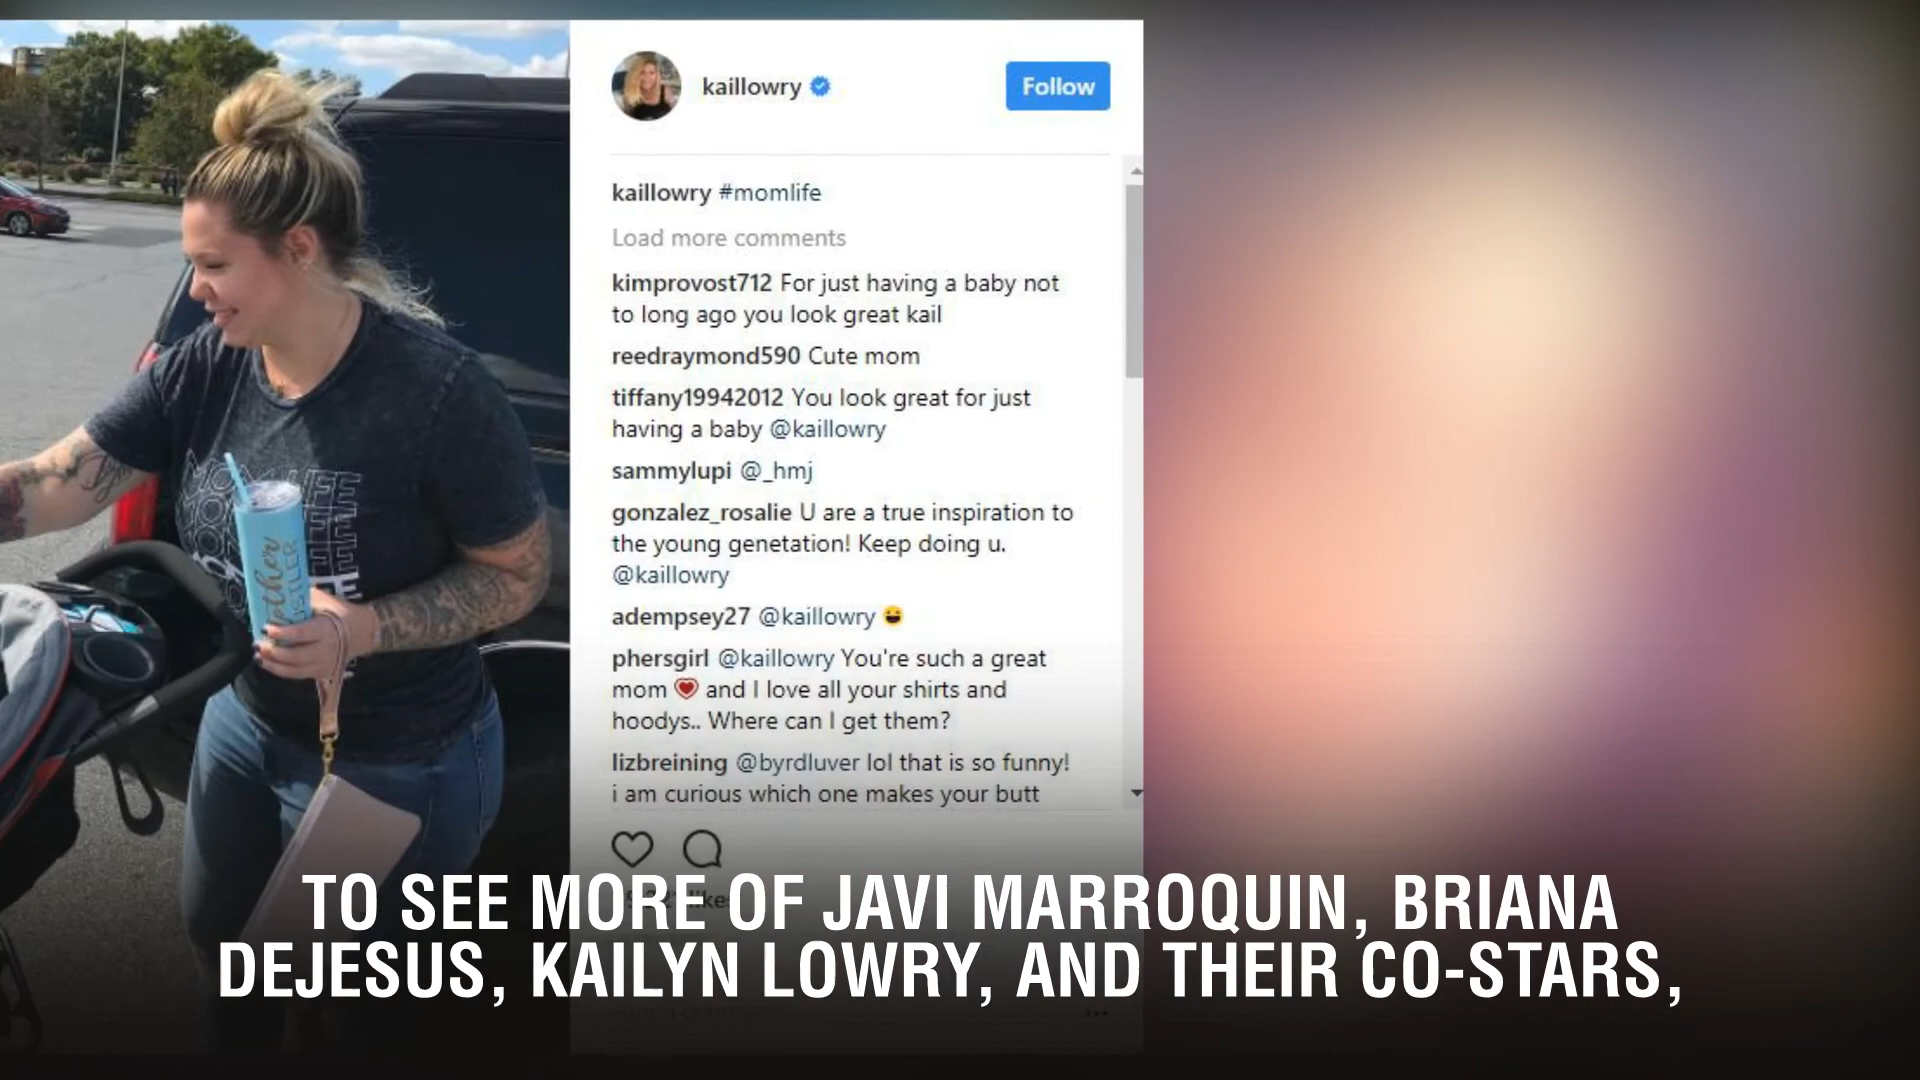 kaillowry
Follow
kaillowry #momlife
Load more comments
kimprovost712 For just having a baby not
to long ago you look great kail
reedraymond590 Cute mom
tiffany19942012 You look great for just
having a baby @kaillowry
sammylupi @_hmj
gonzalez_rosalie U are a true inspiration to
the young genetation! Keep doing u.
@kaillowry
adempsey27 @kaillowry 😆
phersgirl @kaillowry You're such a great
mom 💟 and I love all your shirts and
hoodys.. Where can I get them?
lizbreining @byrdluver lol that is so funny!
i am curious which one makes your butt
TO SEE MORE OF JAVI MARROQUIN, BRIANA
DEJESUS, KAILYN LOWRY, AND THEIR CO-STARS,